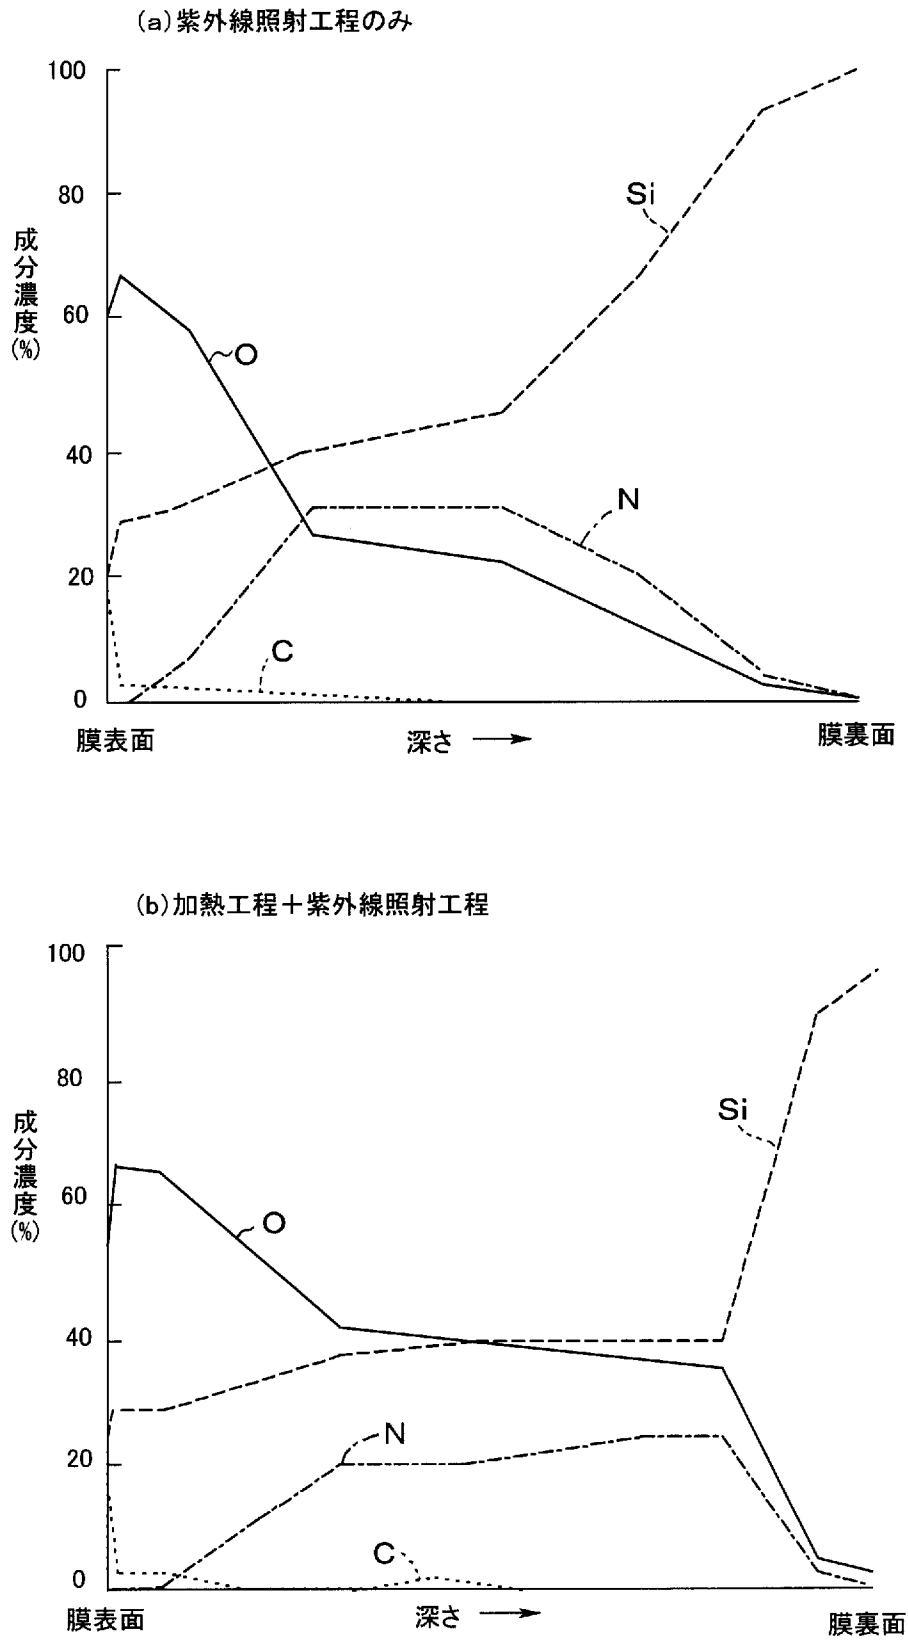 (a)紫外線照射工程のみ
100
80
60
40
20
0
成分濃度(%)
Si
O
N
C
膜表面
深さ →
膜裏面
(b)加熱工程+紫外線照射工程
100
80
60
40
20
0
成分濃度(%)
Si
O
N
C
膜表面
深さ →
膜裏面